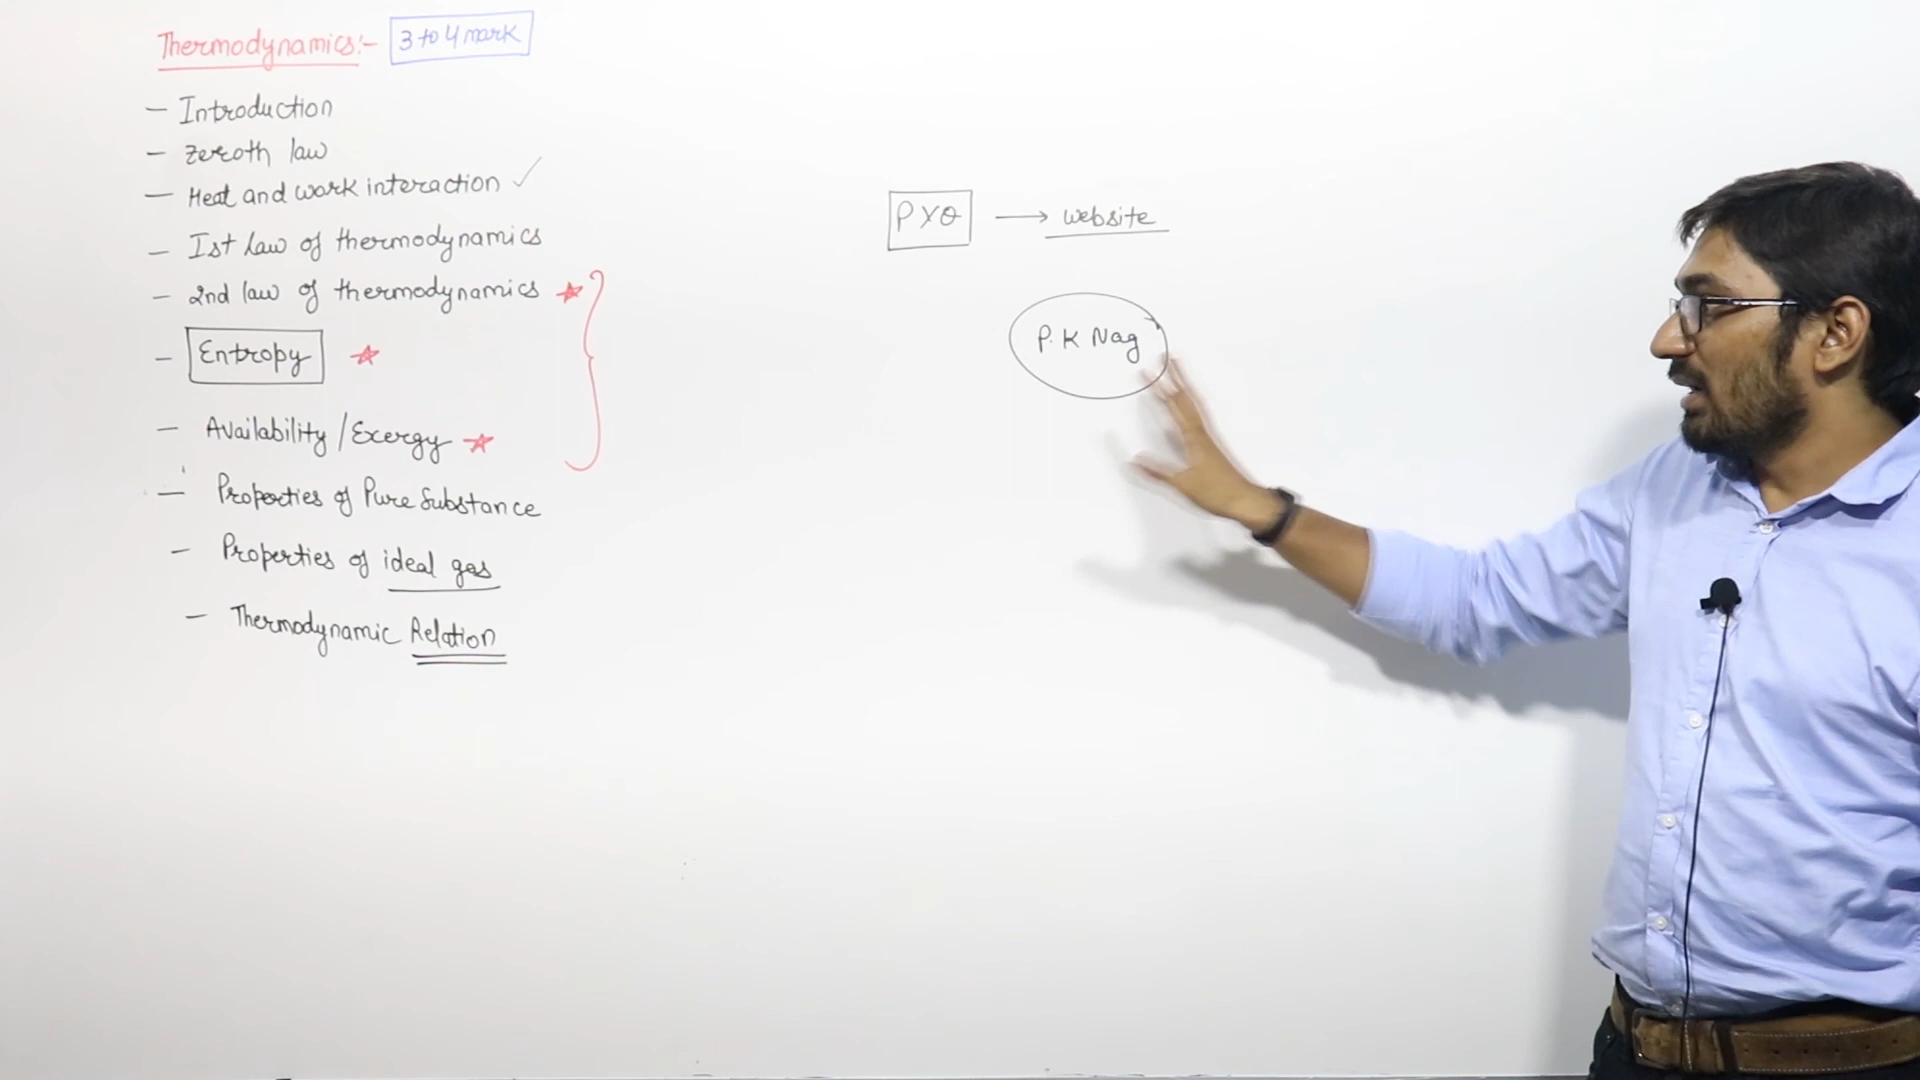 Thermodynamics:- 3 to 4 mark
- Introduction
- Zeroth law
- Heat and work interaction ✓
- Ist Law of thermodynamics
- 2nd law of thermodynamics ★
- Entropy ★
- Availability/Exergy ★
- Properties of Pure Substance
- Properties of ideal gas
- Thermodynamic Relation
PYQ → website
P.K Nag